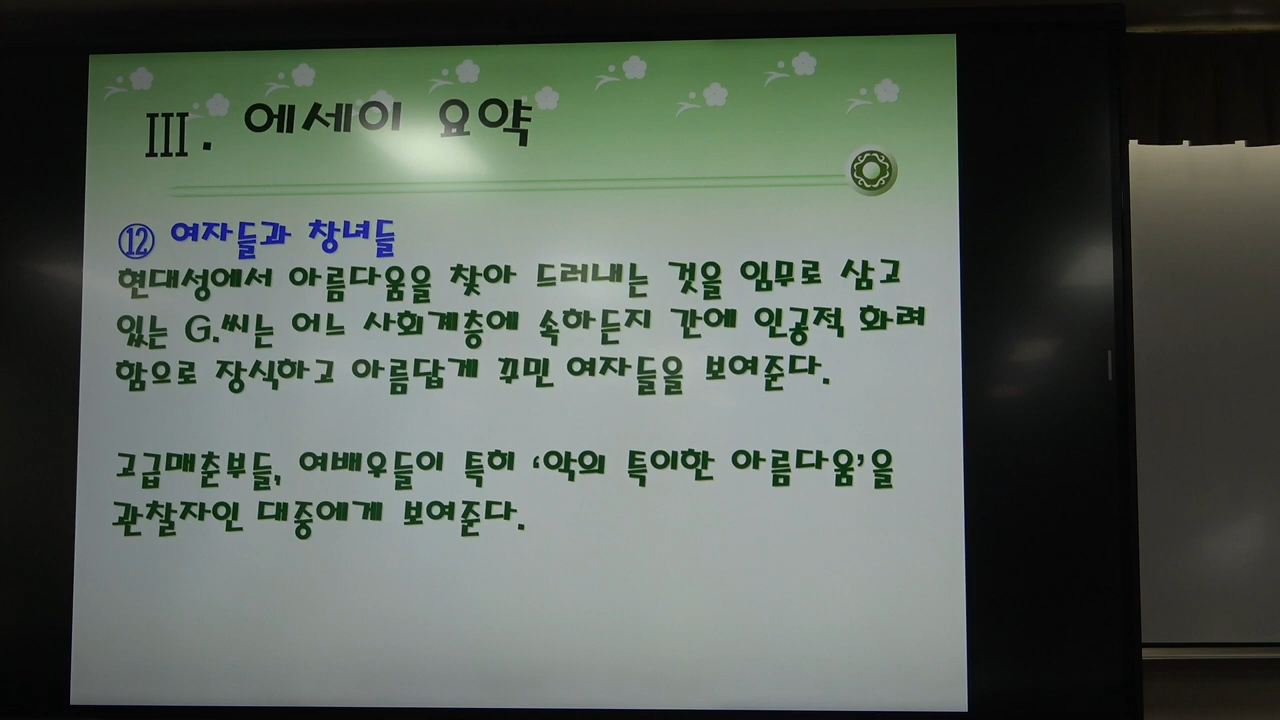 III. 에세이 요약
⑫ 여자들과 창녀들
현대성에서 아름다움을 찾아 드러내는 것을 임무로 삼고
있는 G.씨는 어느 사회계층에 속하든지 간에 인공적 화려
함으로 장식하고 아름답게 꾸민 여자들을 보여준다.
고급매춘부들, 여배우들이 특히 ‘악의 특이한 아름다움’을
관찰자인 대중에게 보여준다.